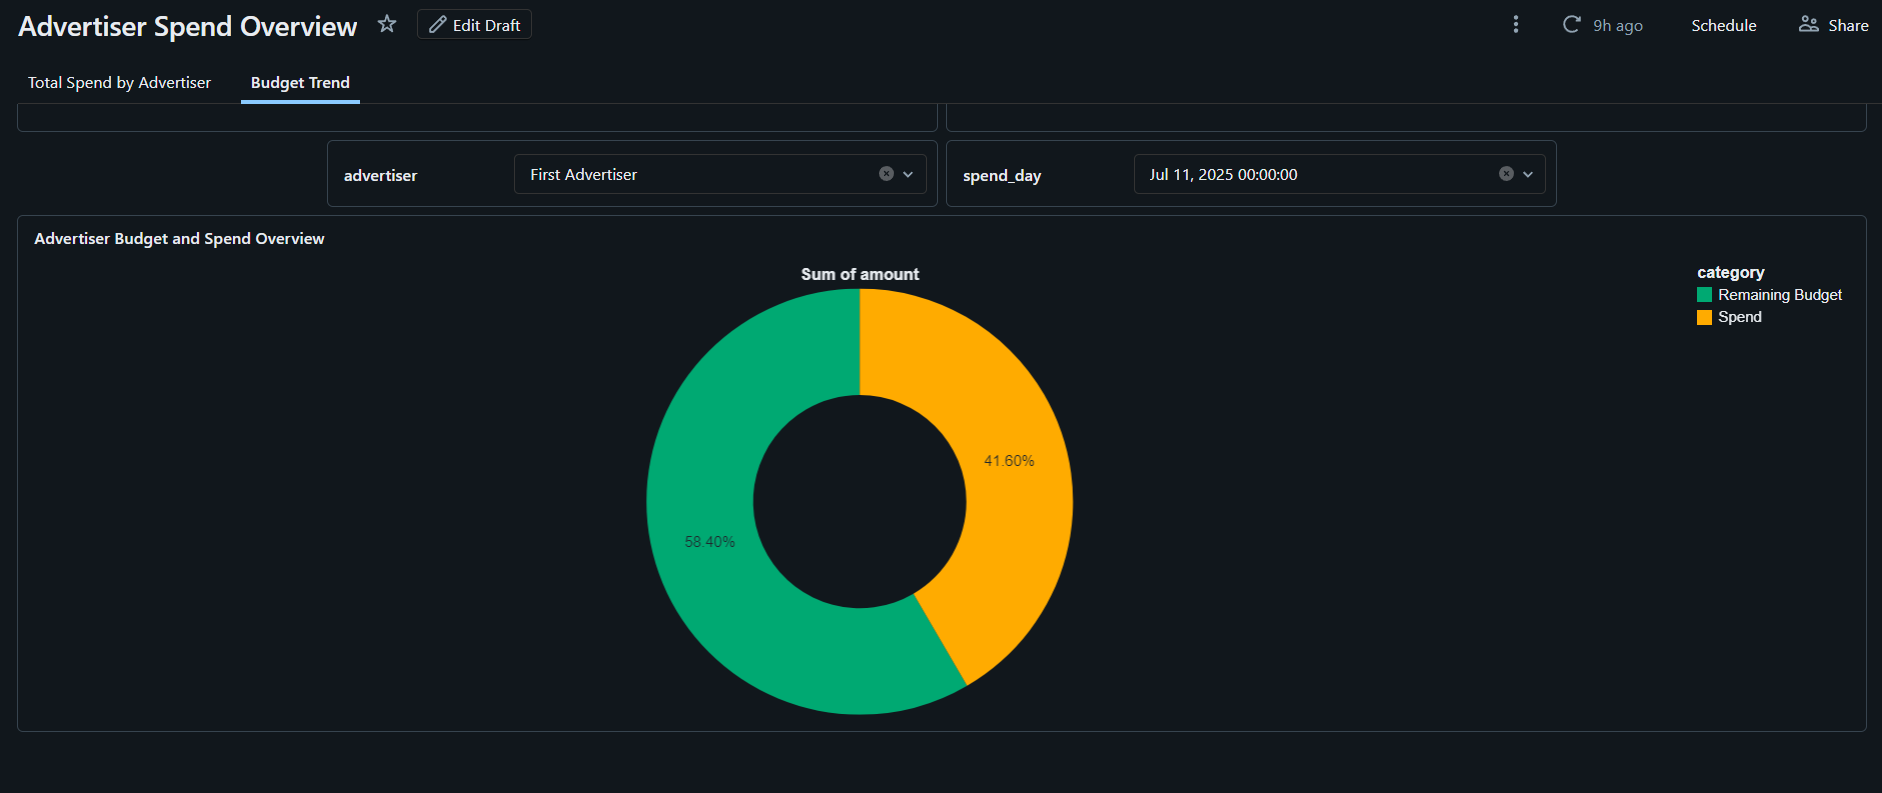 Advertiser Spend Overview
Edit Draft
9h ago
Schedule
Share
Total Spend by Advertiser
Budget Trend
advertiser
First Advertiser
spend_day
Jul 11, 2025 00:00:00
Advertiser Budget and Spend Overview
Sum of amount
category
Remaining Budget
Spend
41.60%
58.40%